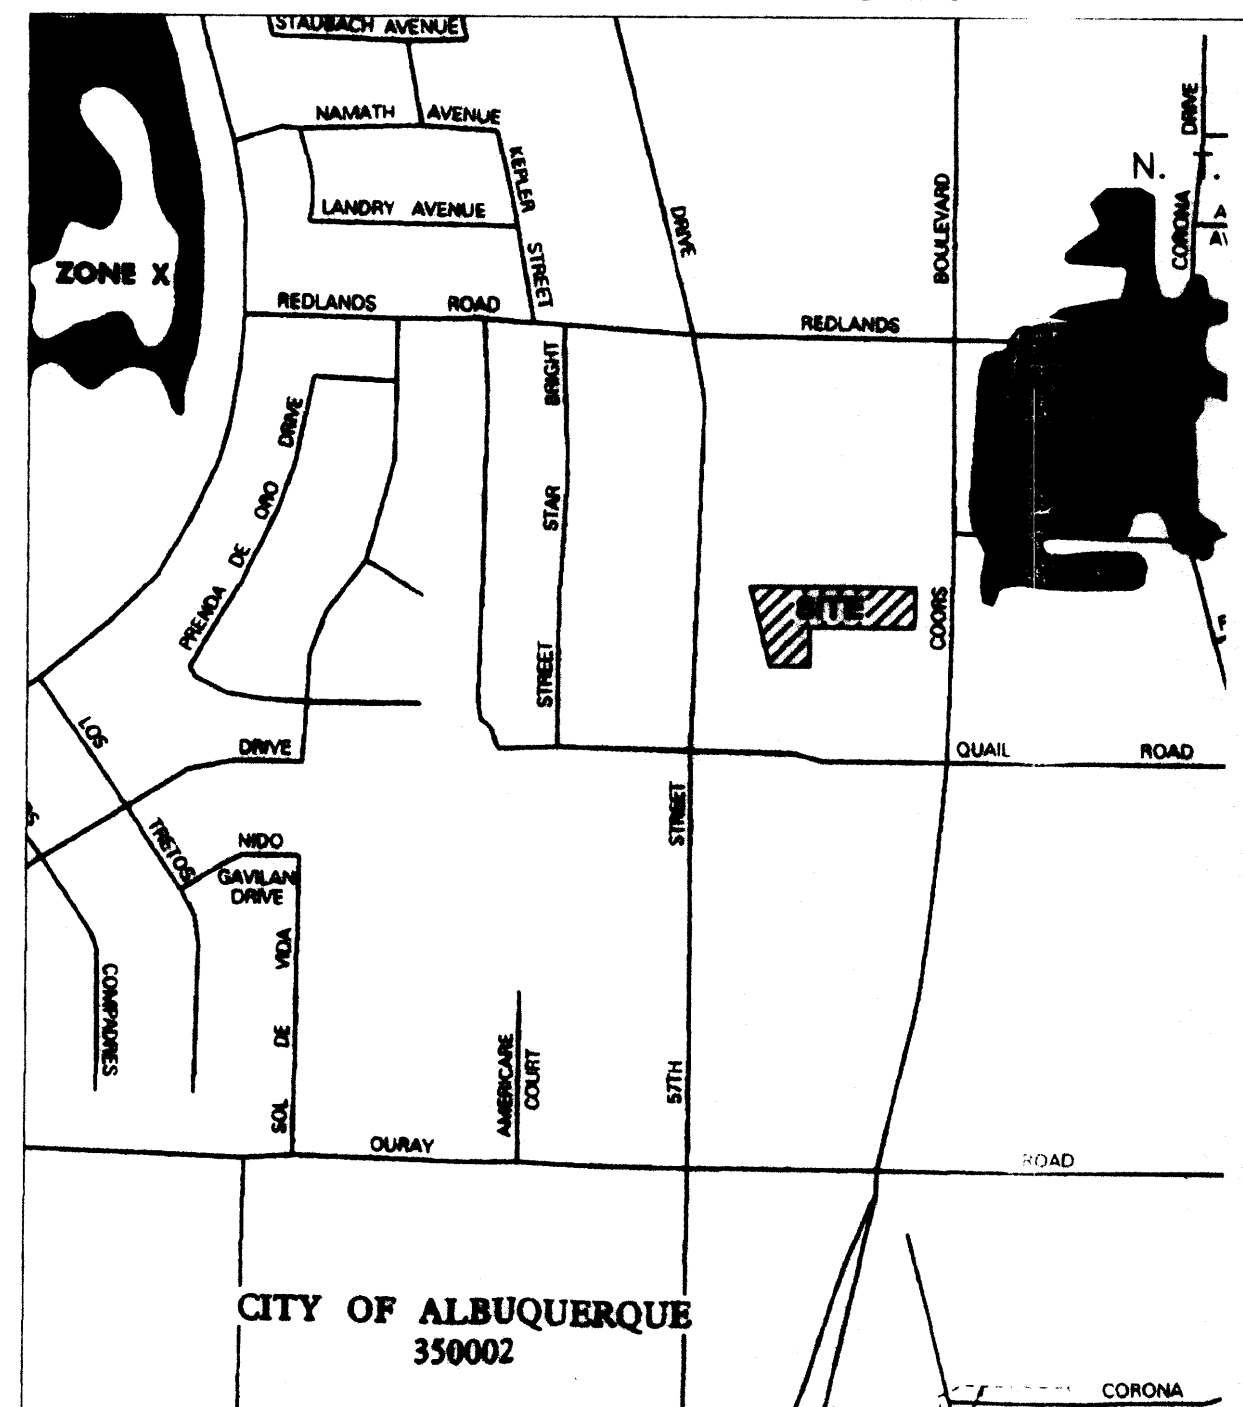 STAUBACH AVENUE
NAMATH AVENUE
KEPLER STREET
LANDRY AVENUE
DRIVE
BOULEVARD
DRIVE
N.
CORONA
ZONE X
REDLANDS ROAD
REDLANDS
BRIGHT STAR STREET
PRENDA DE ORO DRIVE
SITE
COORS
LOS TRETOS
DRIVE
QUAIL ROAD
STREET
NIDO
GAVILAN
DRIVE
SOL DE VIDA
COMPADRES
AMERICARE
COURT
57TH
OURAY
ROAD
CITY OF ALBUQUERQUE
350002
CORONA